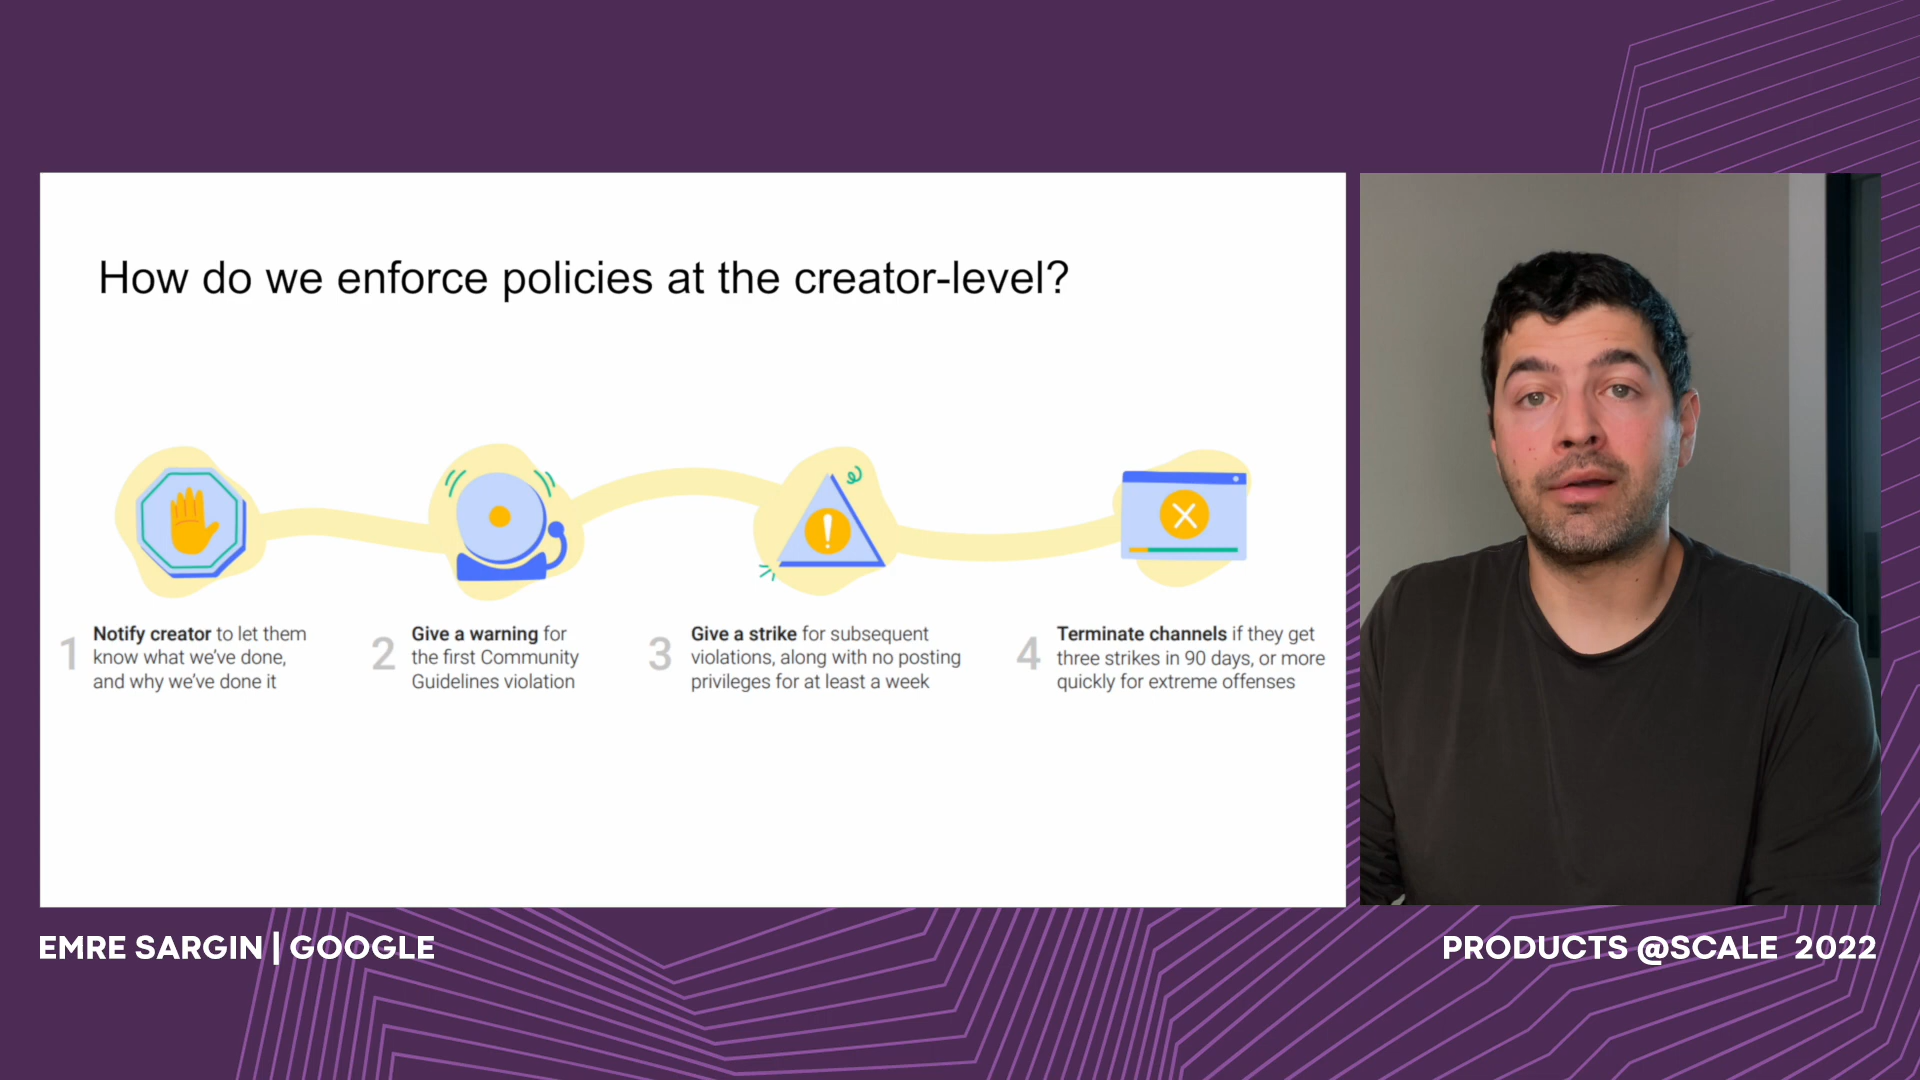 How do we enforce policies at the creator-level?
1
Notify creator to let them
know what we've done,
and why we've done it
2
Give a warning for
the first Community
Guidelines violation
3
Give a strike for subsequent
violations, along with no posting
privileges for at least a week
4
Terminate channels if they get
three strikes in 90 days, or more
quickly for extreme offenses
EMRE SARGIN | GOOGLE
PRODUCTS @SCALE 2022